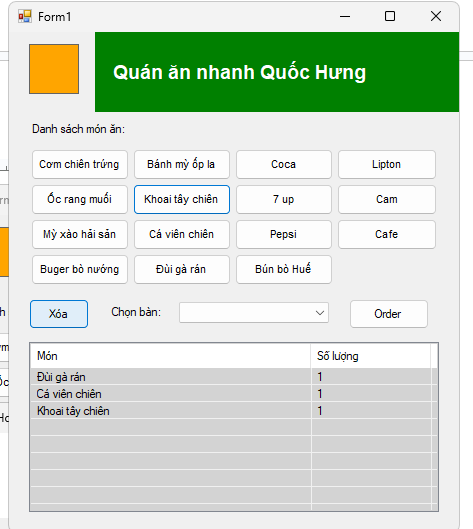 Form1
Quán ăn nhanh Quốc Hưng
Danh sách món ăn:
Cơm chiên trứng Bánh mỳ ốp la Coca Lipton
Ốc rang muối Khoai tây chiên 7 up Cam
Mỳ xào hải sản Cá viên chiên Pepsi Cafe
Buger bò nướng Đùi gà rán Bún bò Huế
Xóa Chọn bàn: Order
Món Số lượng
Đùi gà rán 1
Cá viên chiên 1
Khoai tây chiên 1